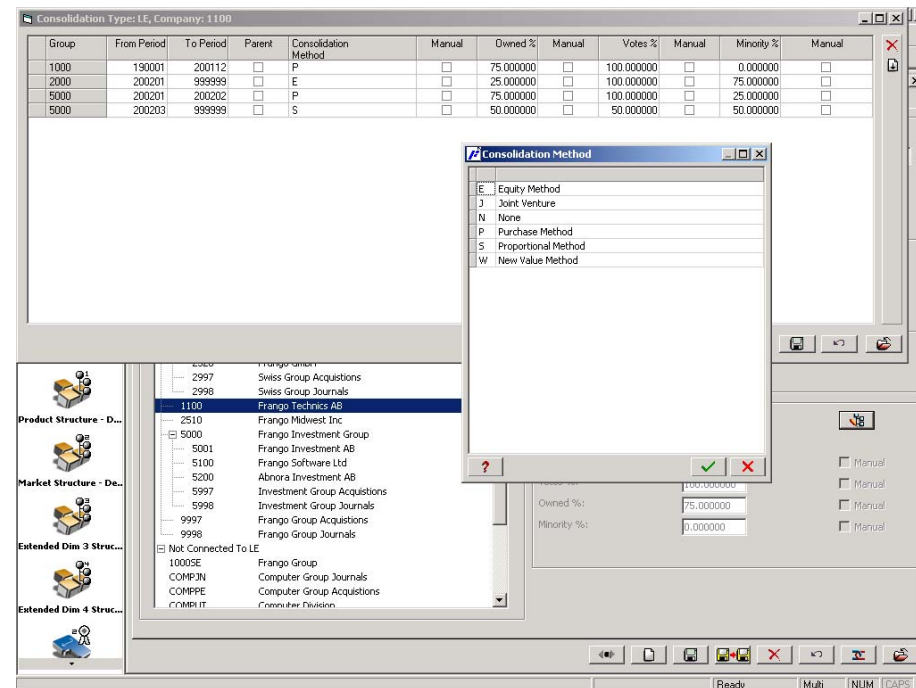 Consolidation Type: LE, Company: 1100
Group From Period To Period Parent Consolidation Method Manual Owned % Manual Votes % Manual Minority % Manual
1000 190001 200112 P 75.000000 100.000000 0.000000
2000 200201 999999 E 25.000000 100.000000 75.000000
5000 200201 200202 P 75.000000 100.000000 25.000000
5000 200203 999999 S 50.000000 50.000000 50.000000
Consolidation Method
E Equity Method
J Joint Venture
N None
P Purchase Method
S Proportional Method
W New Value Method
2997 Swiss Group Acquistions
2998 Swiss Group Journals
1100 Frango Technics AB
2510 Frango Midwest Inc
5000 Frango Investment Group
5001 Frango Investment AB
5100 Frango Software Ltd
5200 Abnora Investment AB
5997 Investment Group Acquistions
5998 Investment Group Journals
9997 Frango Group Acquistions
9998 Frango Group Journals
Not Connected To LE
1000SE Frango Group
COMPJN Computer Group Journals
COMPPE Computer Group Acquistions
COMPUT Computer Division
Product Structure - D...
Market Structure - De...
Extended Dim 3 Struc...
Extended Dim 4 Struc...
Manual
100.000000 Manual
Owned %: 75.000000 Manual
Minority %: 0.000000 Manual
Ready Multi NUM CAPS